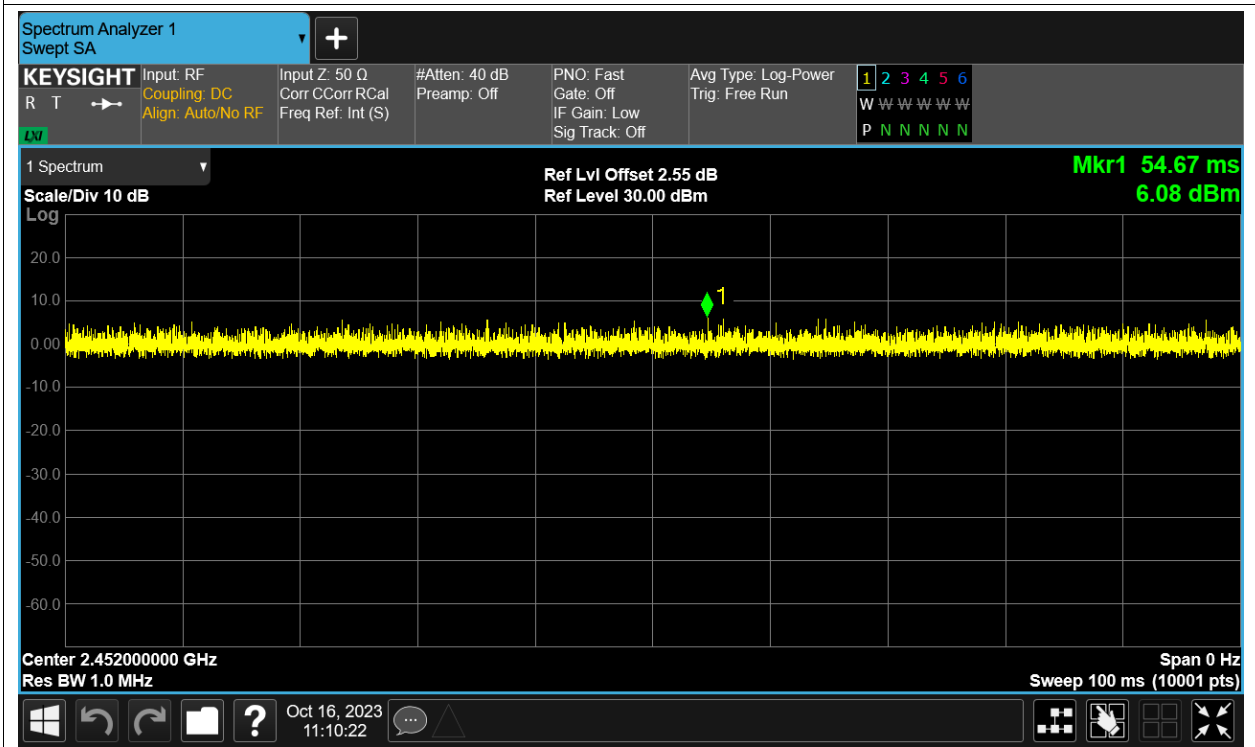 Spectrum Analyzer 1
Swept SA
KEYSIGHT
R T
LXI
Input: RF
Coupling: DC
Align: Auto/No RF
Input Z: 50 Ω
Corr CCorr RCal
Freq Ref: Int (S)
#Atten: 40 dB
Preamp: Off
PNO: Fast
Gate: Off
IF Gain: Low
Sig Track: Off
Avg Type: Log-Power
Trig: Free Run
1 2 3 4 5 6
W W W W W W
P N N N N N
1 Spectrum
Scale/Div 10 dB
Log
Ref Lvl Offset 2.55 dB
Ref Level 30.00 dBm
Mkr1 54.67 ms
6.08 dBm
20.0
10.0
1
0.00
-10.0
-20.0
-30.0
-40.0
-50.0
-60.0
Center 2.452000000 GHz
Res BW 1.0 MHz
Span 0 Hz
Sweep 100 ms (10001 pts)
?
Oct 16, 2023
11:10:22